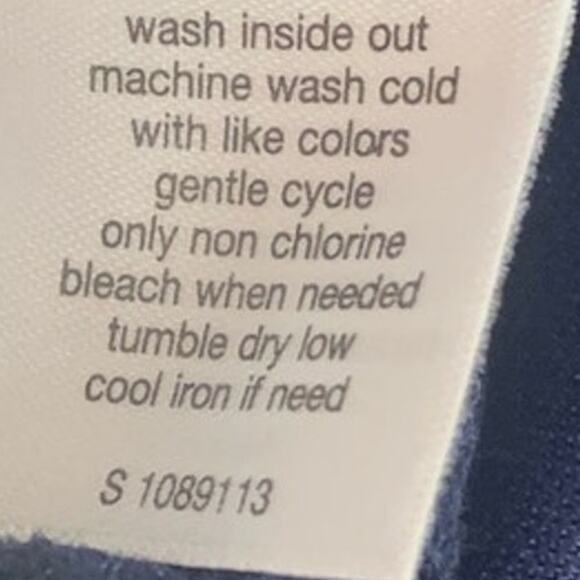 wash inside out
machine wash cold
with like colors
gentle cycle
only non chlorine
bleach when needed
tumble dry low
cool iron if need
S 1089113